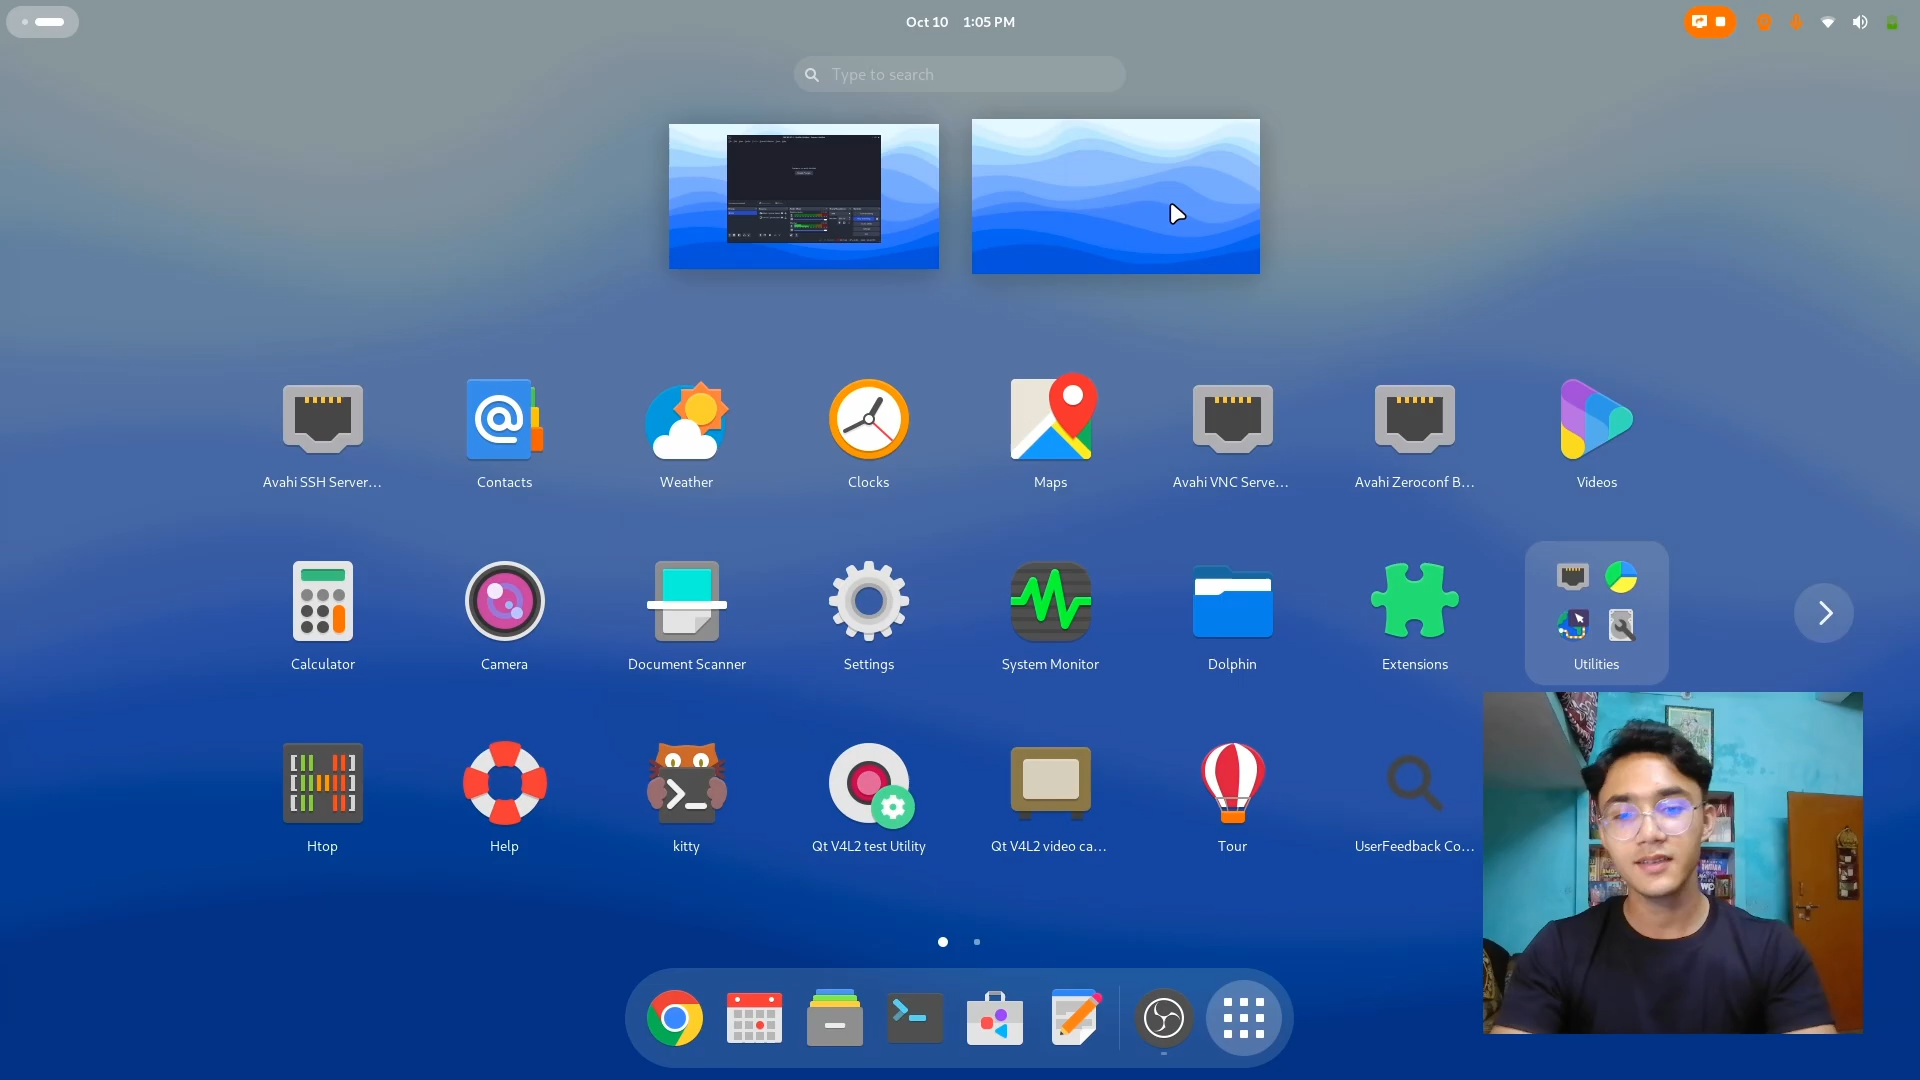 Oct 10 1:05 PM
Type to search
Avahi SSH Server...
Contacts
Weather
Clocks
Maps
Avahi VNC Serve...
Avahi Zeroconf B...
Videos
Calculator
Camera
Document Scanner
Settings
System Monitor
Dolphin
Extensions
Utilities
Htop
Help
kitty
Qt V4L2 test Utility
Qt V4L2 video ca...
Tour
UserFeedback Co...